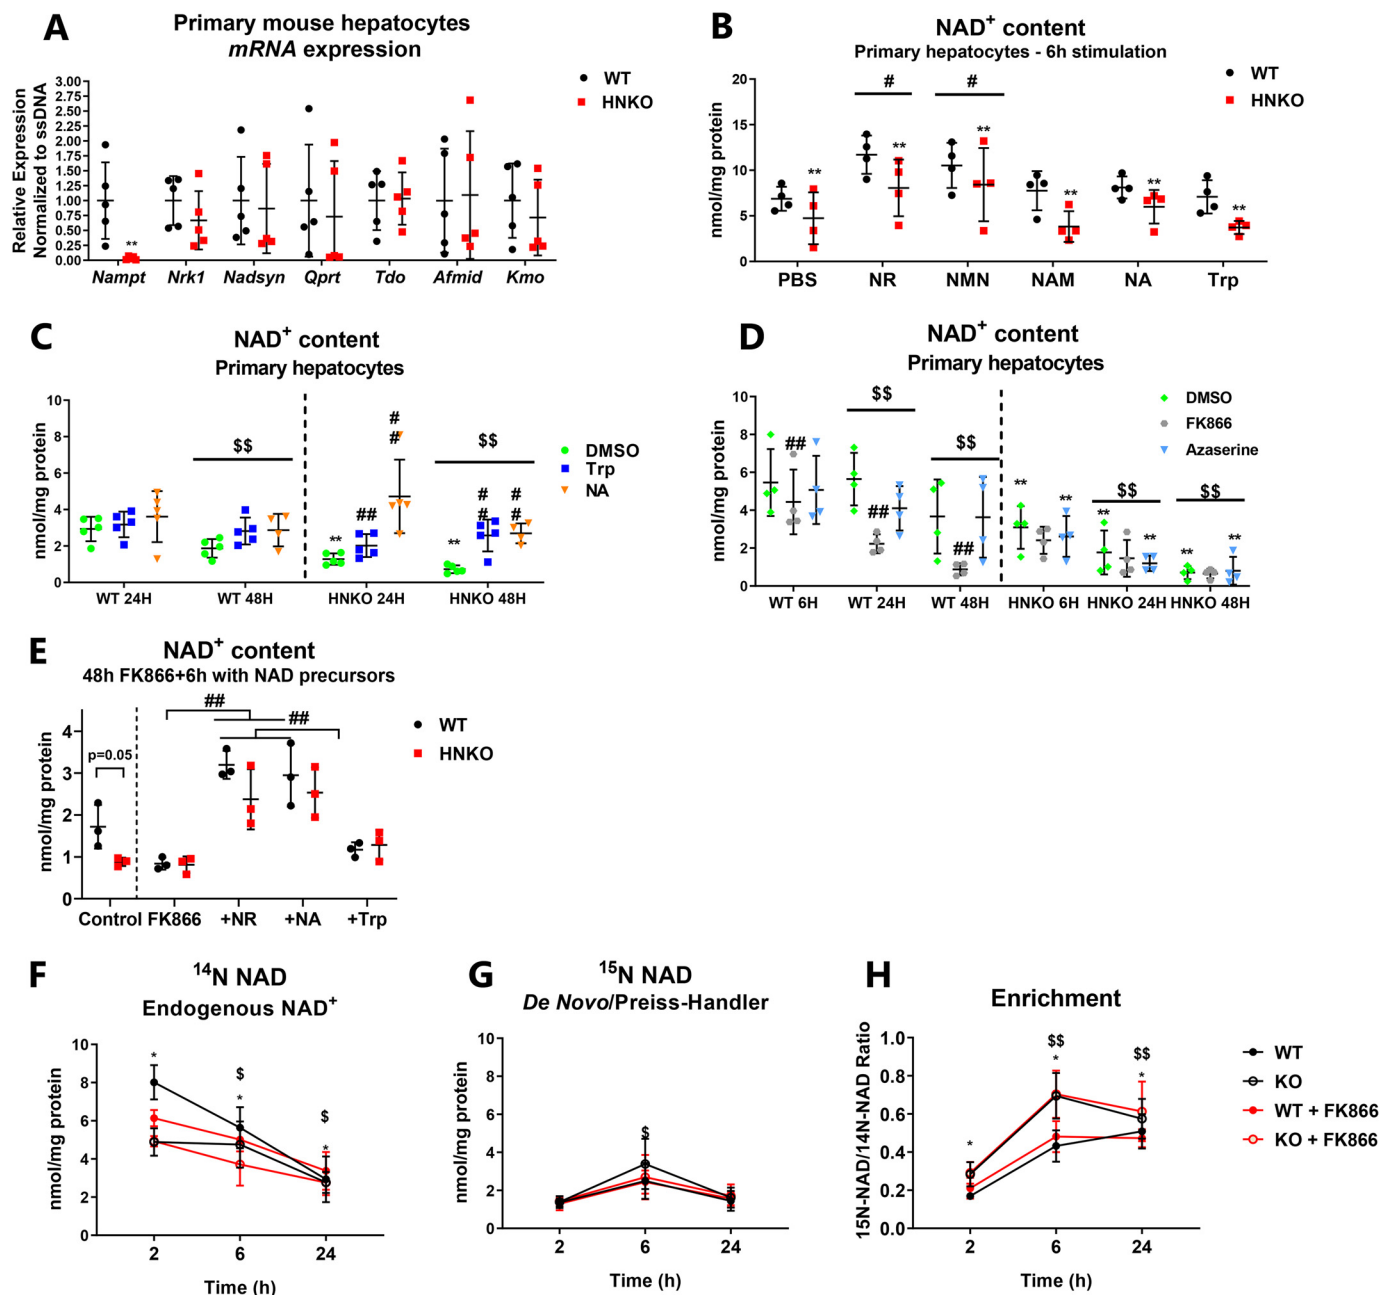 A
Primary mouse hepatocytes
mRNA expression
Relative Expression
Normalized to ssDNA
3.00
2.75
2.50
2.25
2.00
1.75
1.50
1.25
1.00
0.75
0.50
0.25
0.00
**
Nampt Nrk1 Nadsyn Qprt Tdo Afmid Kmo
WT
HNKO
B
NAD+ content
Primary hepatocytes - 6h stimulation
nmol/mg protein
20
15
10
5
0
# #
** ** ** ** ** **
PBS NR NMN NAM NA Trp
WT
HNKO
C
NAD+ content
Primary hepatocytes
nmol/mg protein
10
8
6
4
2
0
$$ $$
** ## # # ** # # # #
WT 24H WT 48H HNKO 24H HNKO 48H
DMSO
Trp
NA
D
NAD+ content
Primary hepatocytes
nmol/mg protein
10
8
6
4
2
0
$$ $$ $$ $$
## ## ## ** ** ** ** ** **
WT 6H WT 24H WT 48H HNKO 6H HNKO 24H HNKO 48H
DMSO
FK866
Azaserine
E
NAD+ content
48h FK866+6h with NAD precursors
nmol/mg protein
4
3
2
1
0
p=0.05
##
##
Control FK866 +NR +NA +Trp
WT
HNKO
F
14N NAD
Endogenous NAD+
nmol/mg protein
10
8
6
4
2
0
* $ * $ *
2 6 24
Time (h)
G
15N NAD
De Novo/Preiss-Handler
nmol/mg protein
10
8
6
4
2
0
$
2 6 24
Time (h)
H
Enrichment
15N-NAD/14N-NAD Ratio
1.0
0.8
0.6
0.4
0.2
0.0
* $$ * $$ *
2 6 24
Time (h)
WT
KO
WT + FK866
KO + FK866